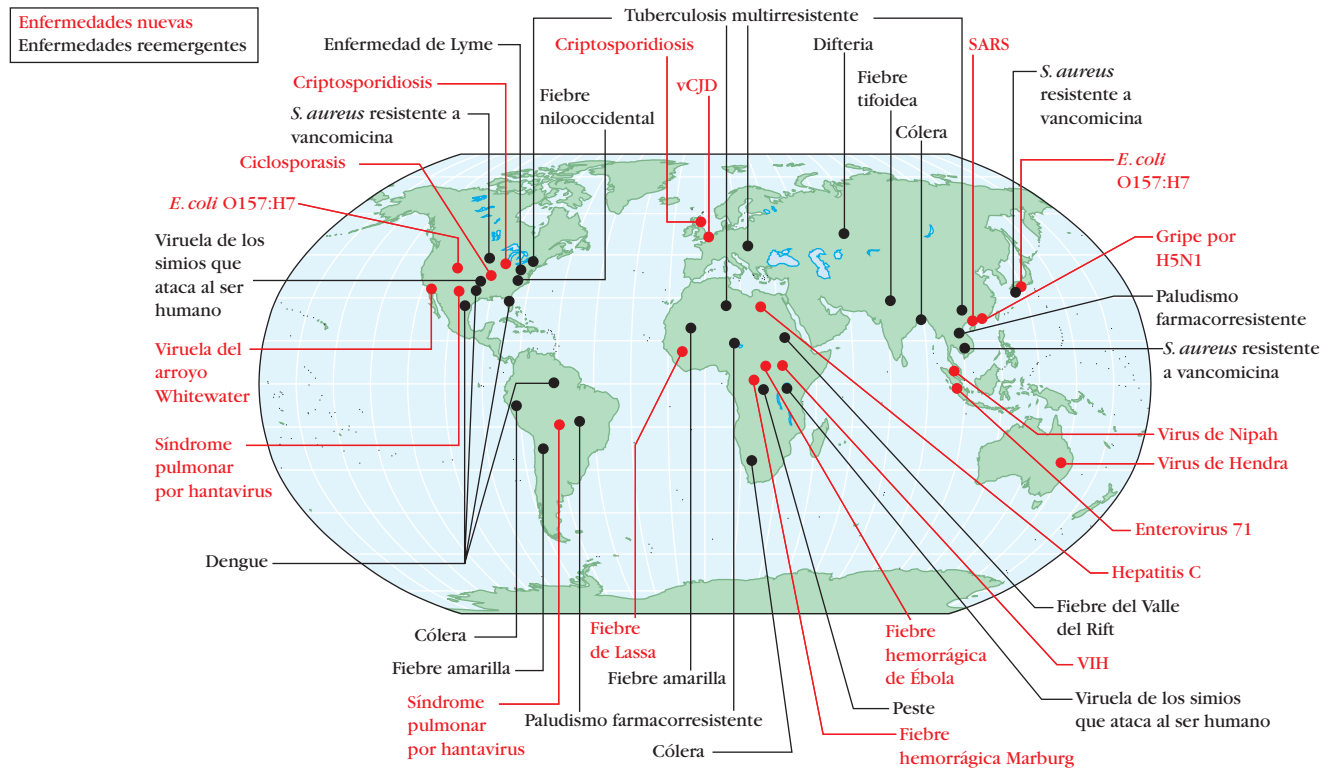 Enfermedades nuevas
Enfermedades reemergentes
Tuberculosis multirresistente
Enfermedad de Lyme
Criptosporidiosis
Difteria
SARS
Criptosporidiosis
vCJD
Fiebre
tifoidea
S. aureus
resistente a
vancomicina
S. aureus resistente a
vancomicina
Fiebre
nilooccidental
Cólera
Ciclosporasis
E. coli
O157:H7
E. coli O157:H7
Viruela de los
simios que
ataca al ser
humano
Gripe por
H5N1
Paludismo
farmacorresistente
Viruela del
arroyo
Whitewater
S. aureus resistente
a vancomicina
Síndrome
pulmonar
por hantavirus
Virus de Nipah
Virus de Hendra
Enterovirus 71
Dengue
Hepatitis C
Fiebre del Valle
del Rift
Cólera
Fiebre
de Lassa
Fiebre
hemorrágica
de Ébola
VIH
Fiebre amarilla
Fiebre amarilla
Síndrome
pulmonar
por hantavirus
Viruela de los simios
que ataca al ser humano
Peste
Paludismo farmacorresistente
Fiebre
hemorrágica Marburg
Cólera